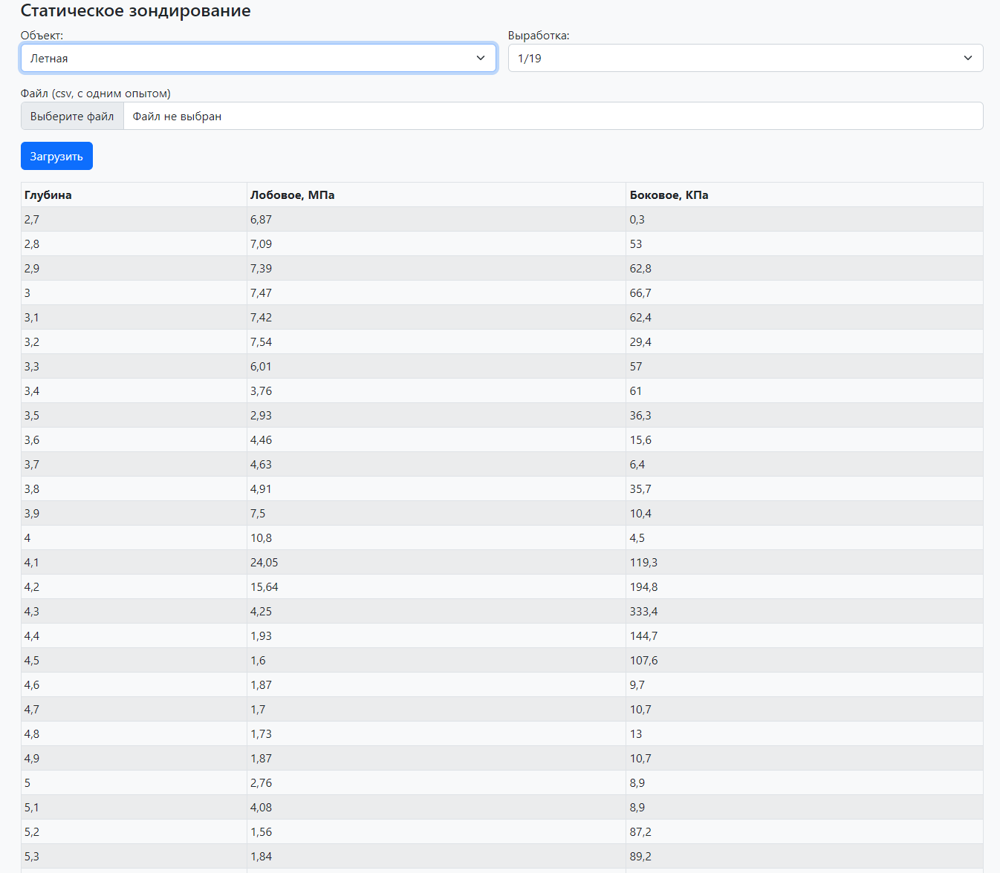 Статическое зондирование
Объект: Выработка:
Летная 1/19
Файл (csv, с одним опытом)
Выберите файл Файл не выбран
Загрузить
Глубина Лобовое, МПа Боковое, КПа
2,7 6,87 0,3
2,8 7,09 53
2,9 7,39 62,8
3 7,47 66,7
3,1 7,42 62,4
3,2 7,54 29,4
3,3 6,01 57
3,4 3,76 61
3,5 2,93 36,3
3,6 4,46 15,6
3,7 4,63 6,4
3,8 4,91 35,7
3,9 7,5 10,4
4 10,8 4,5
4,1 24,05 119,3
4,2 15,64 194,8
4,3 4,25 333,4
4,4 1,93 144,7
4,5 1,6 107,6
4,6 1,87 9,7
4,7 1,7 10,7
4,8 1,73 13
4,9 1,87 10,7
5 2,76 8,9
5,1 4,08 8,9
5,2 1,56 87,2
5,3 1,84 89,2